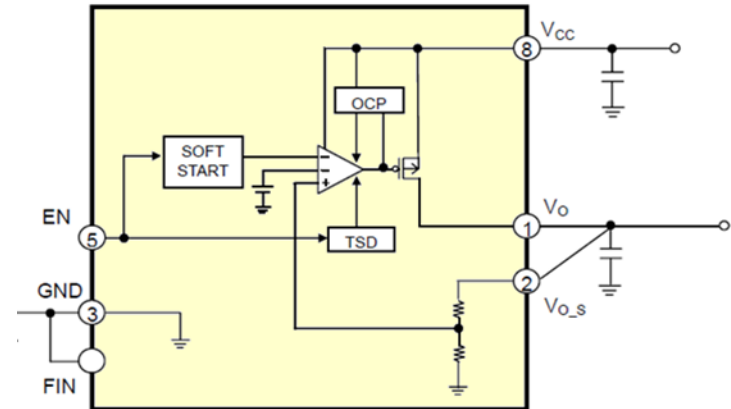 8
VCC
OCP
SOFT
START
−
−
+
EN
5
TSD
1
VO
2
VO_S
GND
3
FIN